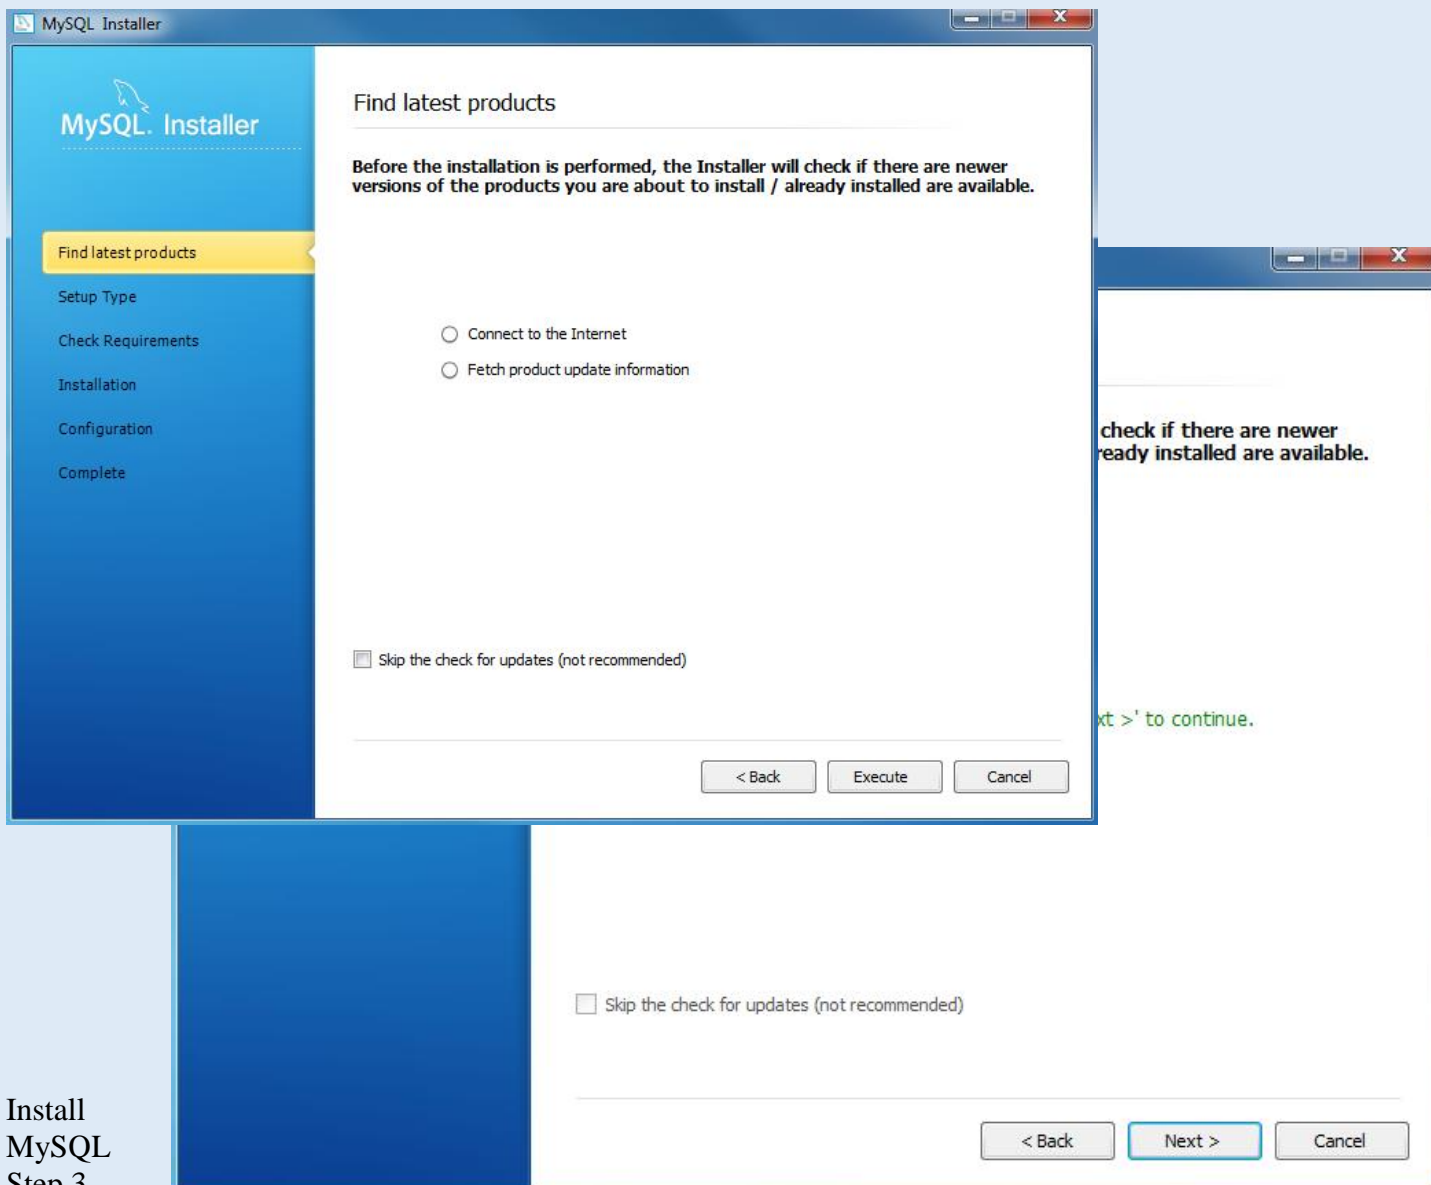 MySQL Installer
MySQL. Installer
Find latest products
Setup Type
Check Requirements
Installation
Configuration
Complete
Find latest products
Before the installation is performed, the Installer will check if there are newer
versions of the products you are about to install / already installed are available.
Connect to the Internet
Fetch product update information
Skip the check for updates (not recommended)
< Back Execute Cancel
check if there are newer
ready installed are available.
xt >' to continue.
Skip the check for updates (not recommended)
< Back Next > Cancel
Install
MySQL
Step 3